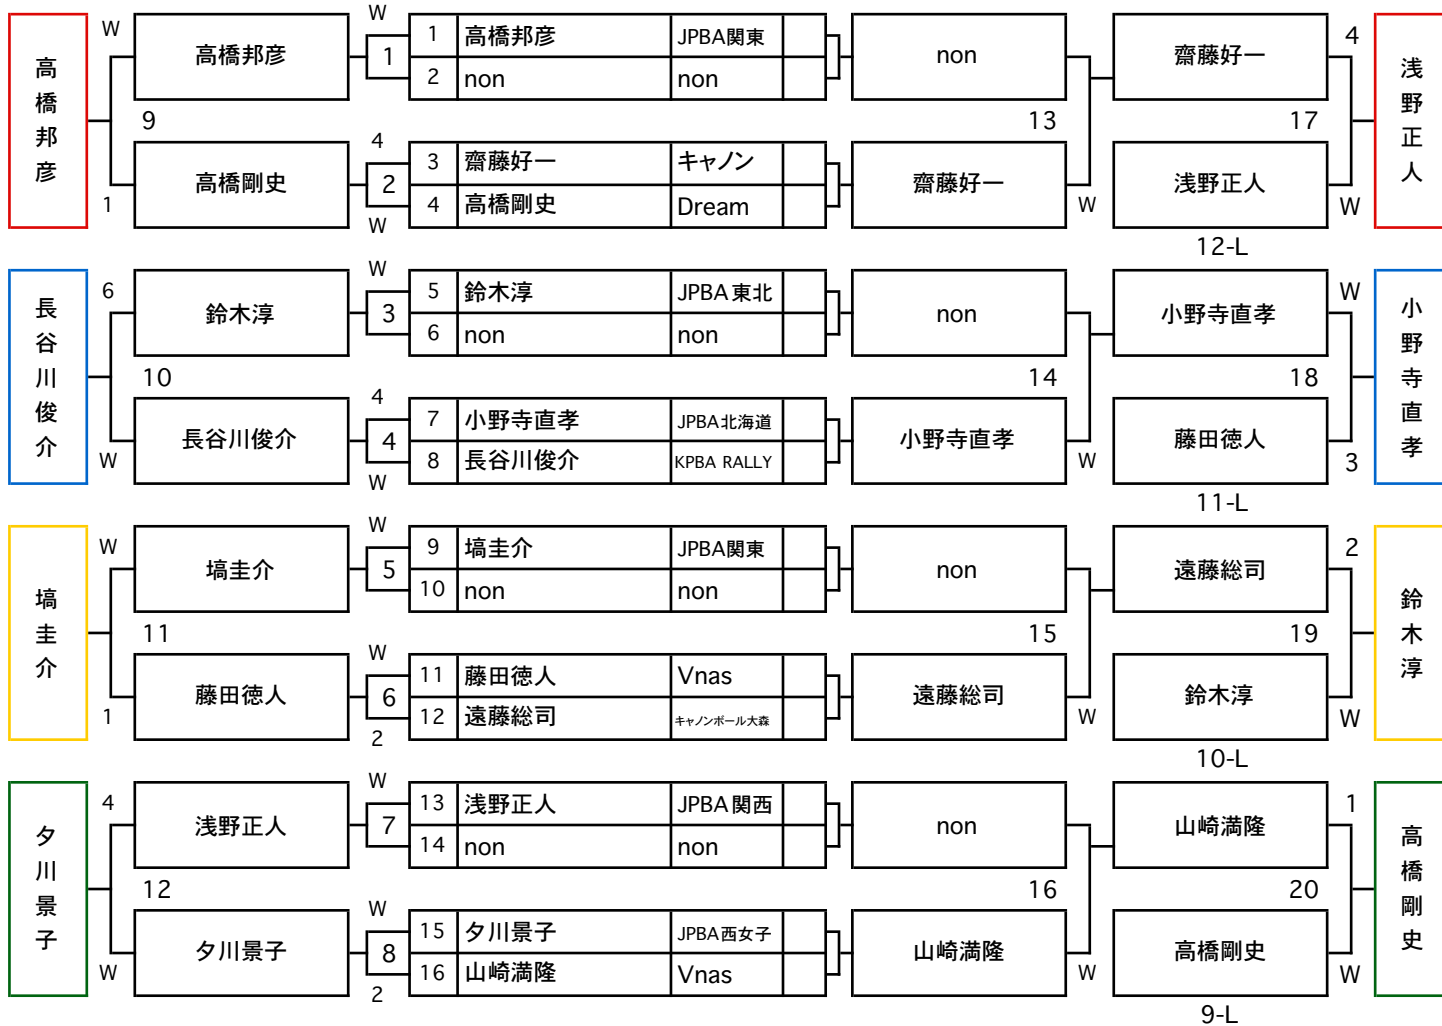 W
W
1 高橋邦彦 JPBA関東
4
高橋邦彦
1
non
齋藤好一
2 non non
高橋邦彦
浅野正人
9
13
17
4
3 齋藤好一 キャノン
高橋剛史
2
齋藤好一
浅野正人
4 高橋剛史 Dream
1
W
W
W
12-L
W
6
5 鈴木淳 JPBA東北
W
鈴木淳
3
non
小野寺直孝
6 non non
長谷川俊介
小野寺直孝
10
14
18
4
7 小野寺直孝 JPBA北海道
長谷川俊介
4
小野寺直孝
藤田徳人
8 長谷川俊介 KPBA RALLY
W
W
W
3
11-L
W
W
9 塙圭介 JPBA関東
2
塙圭介
5
non
遠藤総司
10 non non
塙圭介
鈴木淳
11
15
19
W
11 藤田徳人 Vnas
藤田徳人
6
遠藤総司
鈴木淳
12 遠藤総司 キャノンボール大森
1
2
W
W
10-L
W
4
13 浅野正人 JPBA関西
1
浅野正人
7
non
山崎満隆
14 non non
夕川景子
高橋剛史
12
16
20
W
15 夕川景子 JPBA西女子
夕川景子
8
山崎満隆
高橋剛史
16 山崎満隆 Vnas
W
2
W
W
9-L